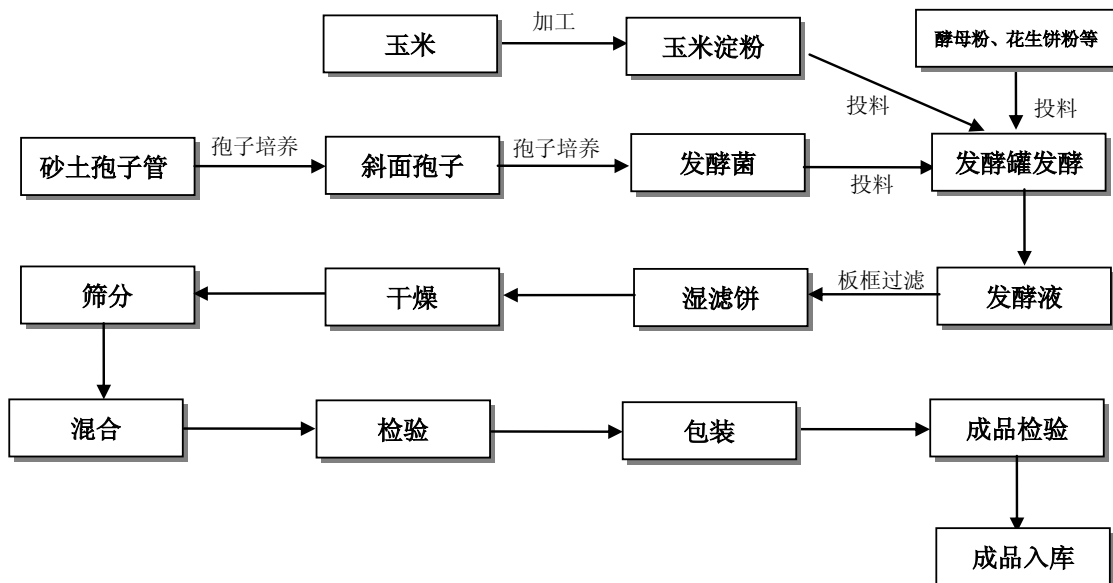 玉米
加工
玉米淀粉
酵母粉、花生饼粉等
投料
投料
砂土孢子管
孢子培养
斜面孢子
孢子培养
发酵菌
投料
发酵罐发酵
筛分
干燥
湿滤饼
板框过滤
发酵液
混合
检验
包装
成品检验
成品入库